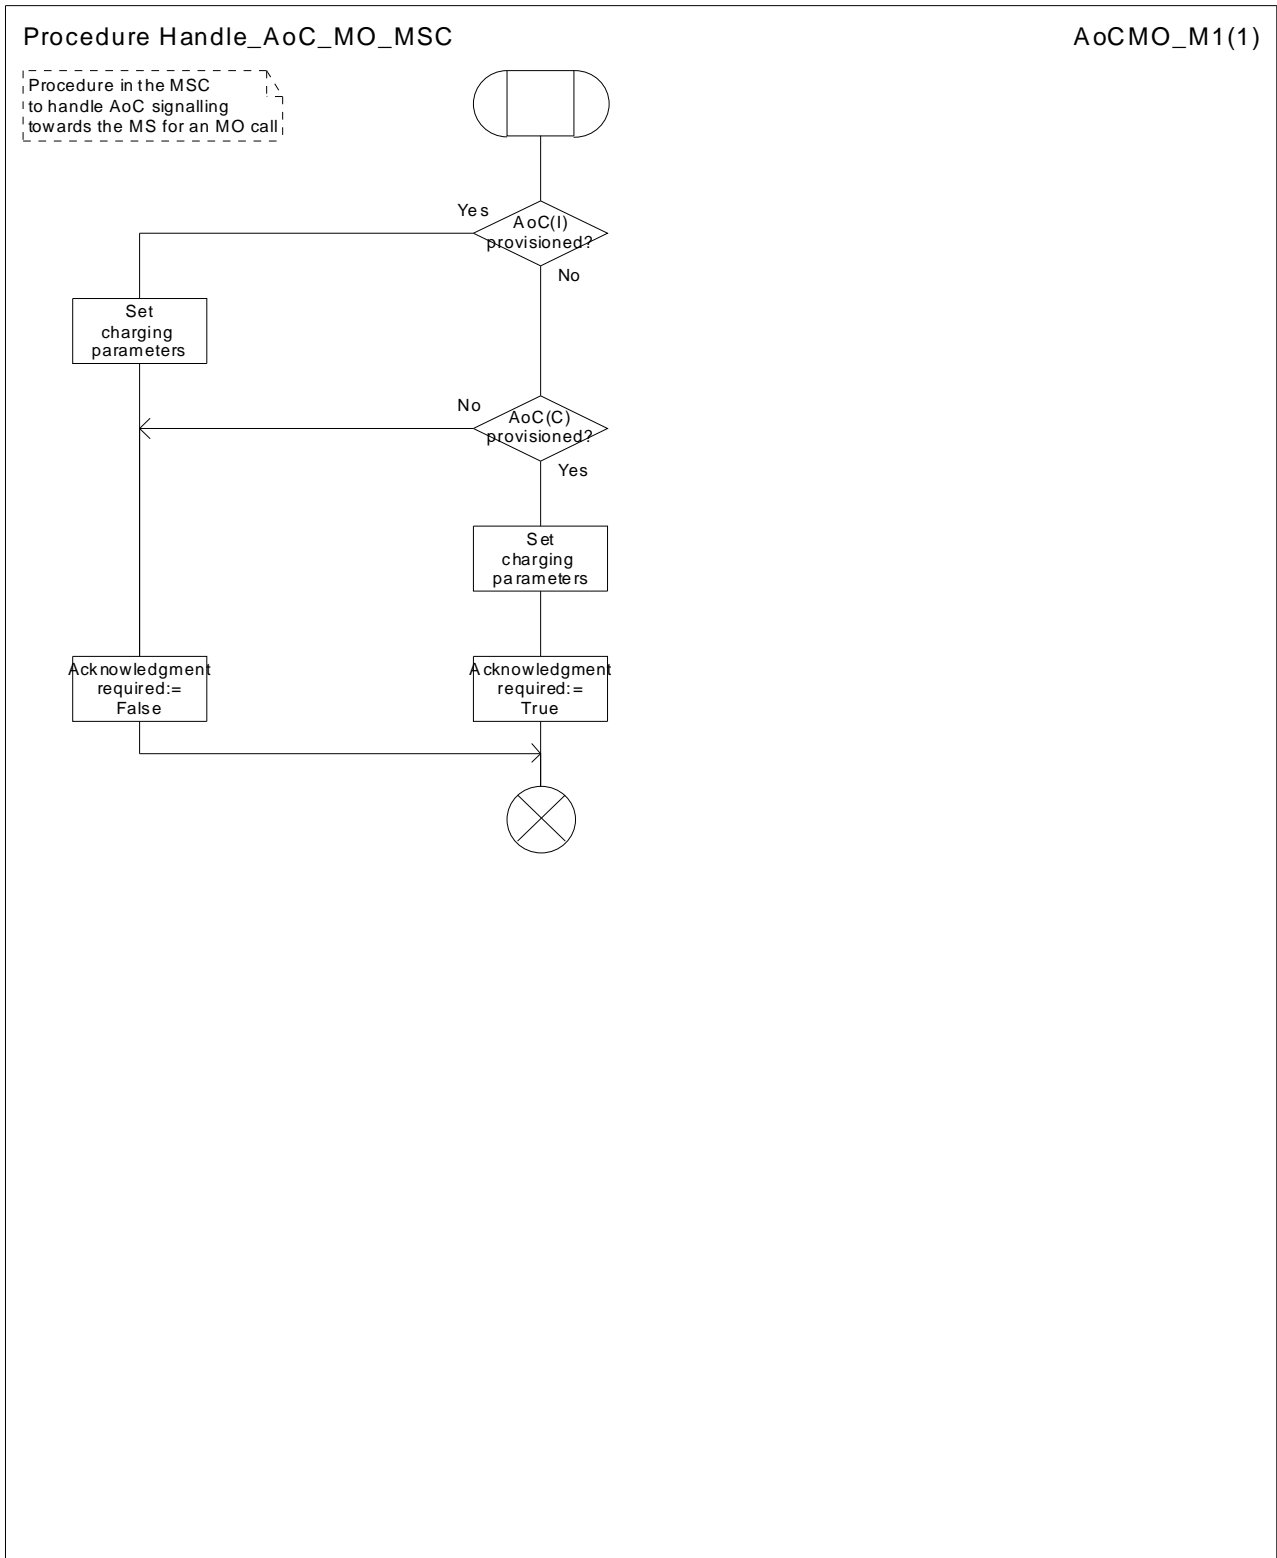 Procedure Handle_AoC_MO_MSC
AoCMO_M1(1)
Procedure in the MSC
to handle AoC signalling
towards the MS for an MO call
Yes
AoC(I)
provisioned?
No
Set
charging
parameters
No
AoC(C)
provisioned?
Yes
Set
charging
parameters
Acknowledgment
required:=
False
Acknowledgment
required:=
True